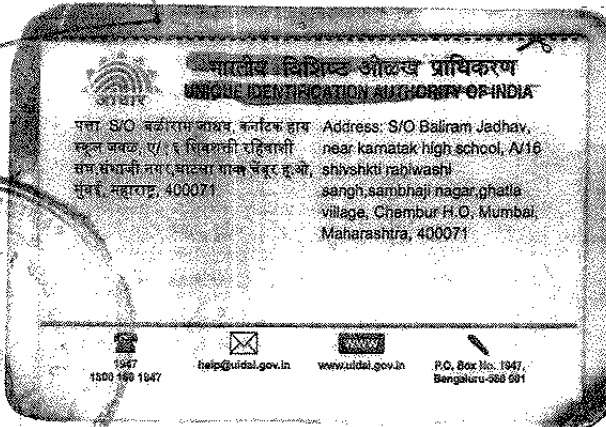 भारतीय विशिष्ट ओळख प्राधिकरण
UNIQUE IDENTIFICATION AUTHORITY OF INDIA
आधार
पत्ता S/O बळीराम जाधव, कर्नाटक हाय
स्कूल जवळ, ए/ १६ शिवशक्ती रहिवाशी
संघ,संभाजी नगर,घाटला गाव, चेंबूर ह.ओ,
मुंबई, महाराष्ट्र, 400071
Address: S/O Baliram Jadhav,
near karnatak high school, A/16
shivshkti rahiwashi
sangh,sambhaji nagar,ghatla
village, Chembur H.O, Mumbai,
Maharashtra, 400071
1947
1800 180 1947
help@uidai.gov.in
WWW
www.uidai.gov.in
P.O. Box No. 1947,
Bengaluru-560 001